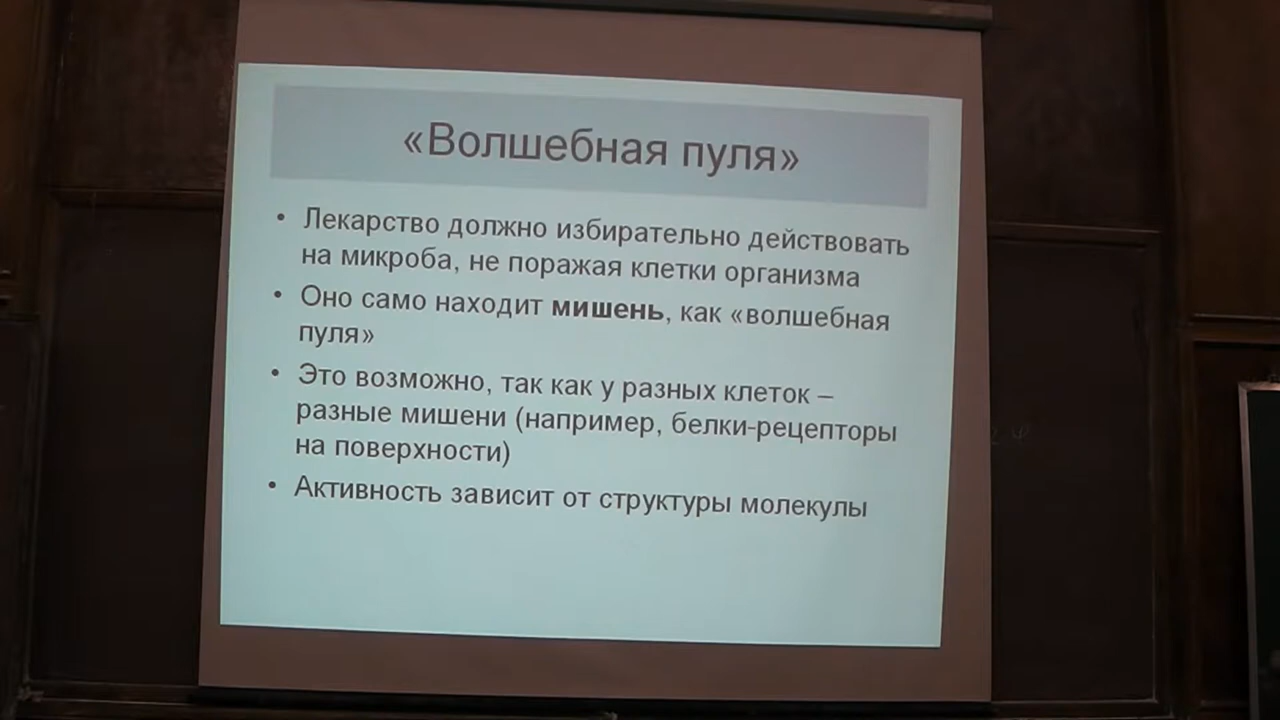 «Волшебная пуля»
• Лекарство должно избирательно действовать
на микроба, не поражая клетки организма
• Оно само находит мишень, как «волшебная
пуля»
• Это возможно, так как у разных клеток –
разные мишени (например, белки-рецепторы
на поверхности)
• Активность зависит от структуры молекулы